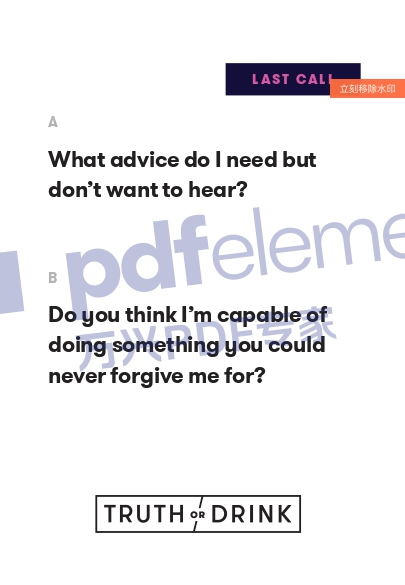 LAST CALL
立刻移除水印
A
What advice do I need but
don't want to hear?
pdfeleme
B
Do you think I'm capable of
万兴PDF专家
doing something you could
never forgive me for?
TRUTH OR DRINK